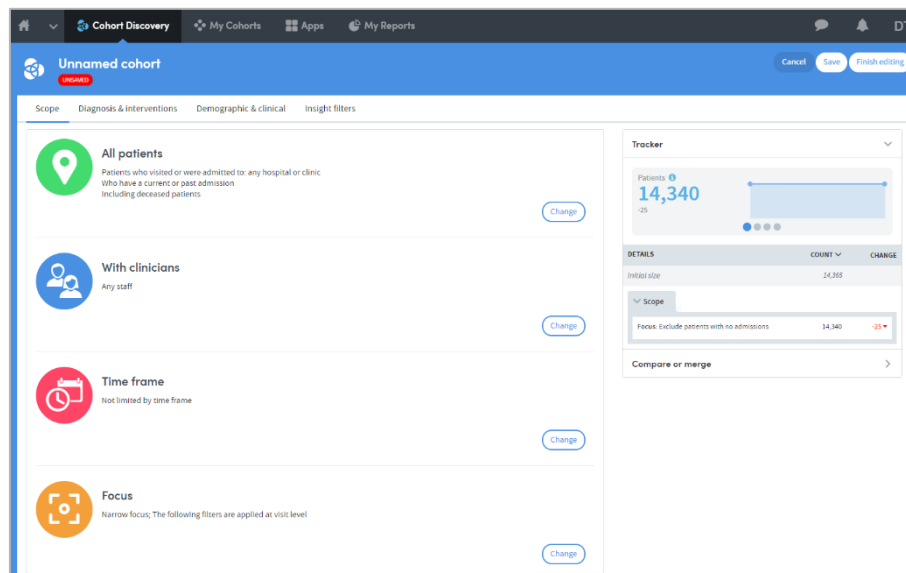 Cohort Discovery My Cohorts Apps My Reports DT
Unnamed cohort
UNSAVED
Cancel Save Finish editing
Scope Diagnosis & interventions Demographic & clinical Insight filters
All patients
Patients who visited or were admitted to: any hospital or clinic
Who have a current or past admission
Including deceased patients
Change
With clinicians
Any staff
Change
Time frame
Not limited by time frame
Change
Focus
Narrow focus; The following filters are applied at visit level
Change
Tracker
Patients
14,340
-25
DETAILS COUNT CHANGE
Initial size 14,365
Scope
Focus: Exclude patients with no admissions 14,340 -25
Compare or merge